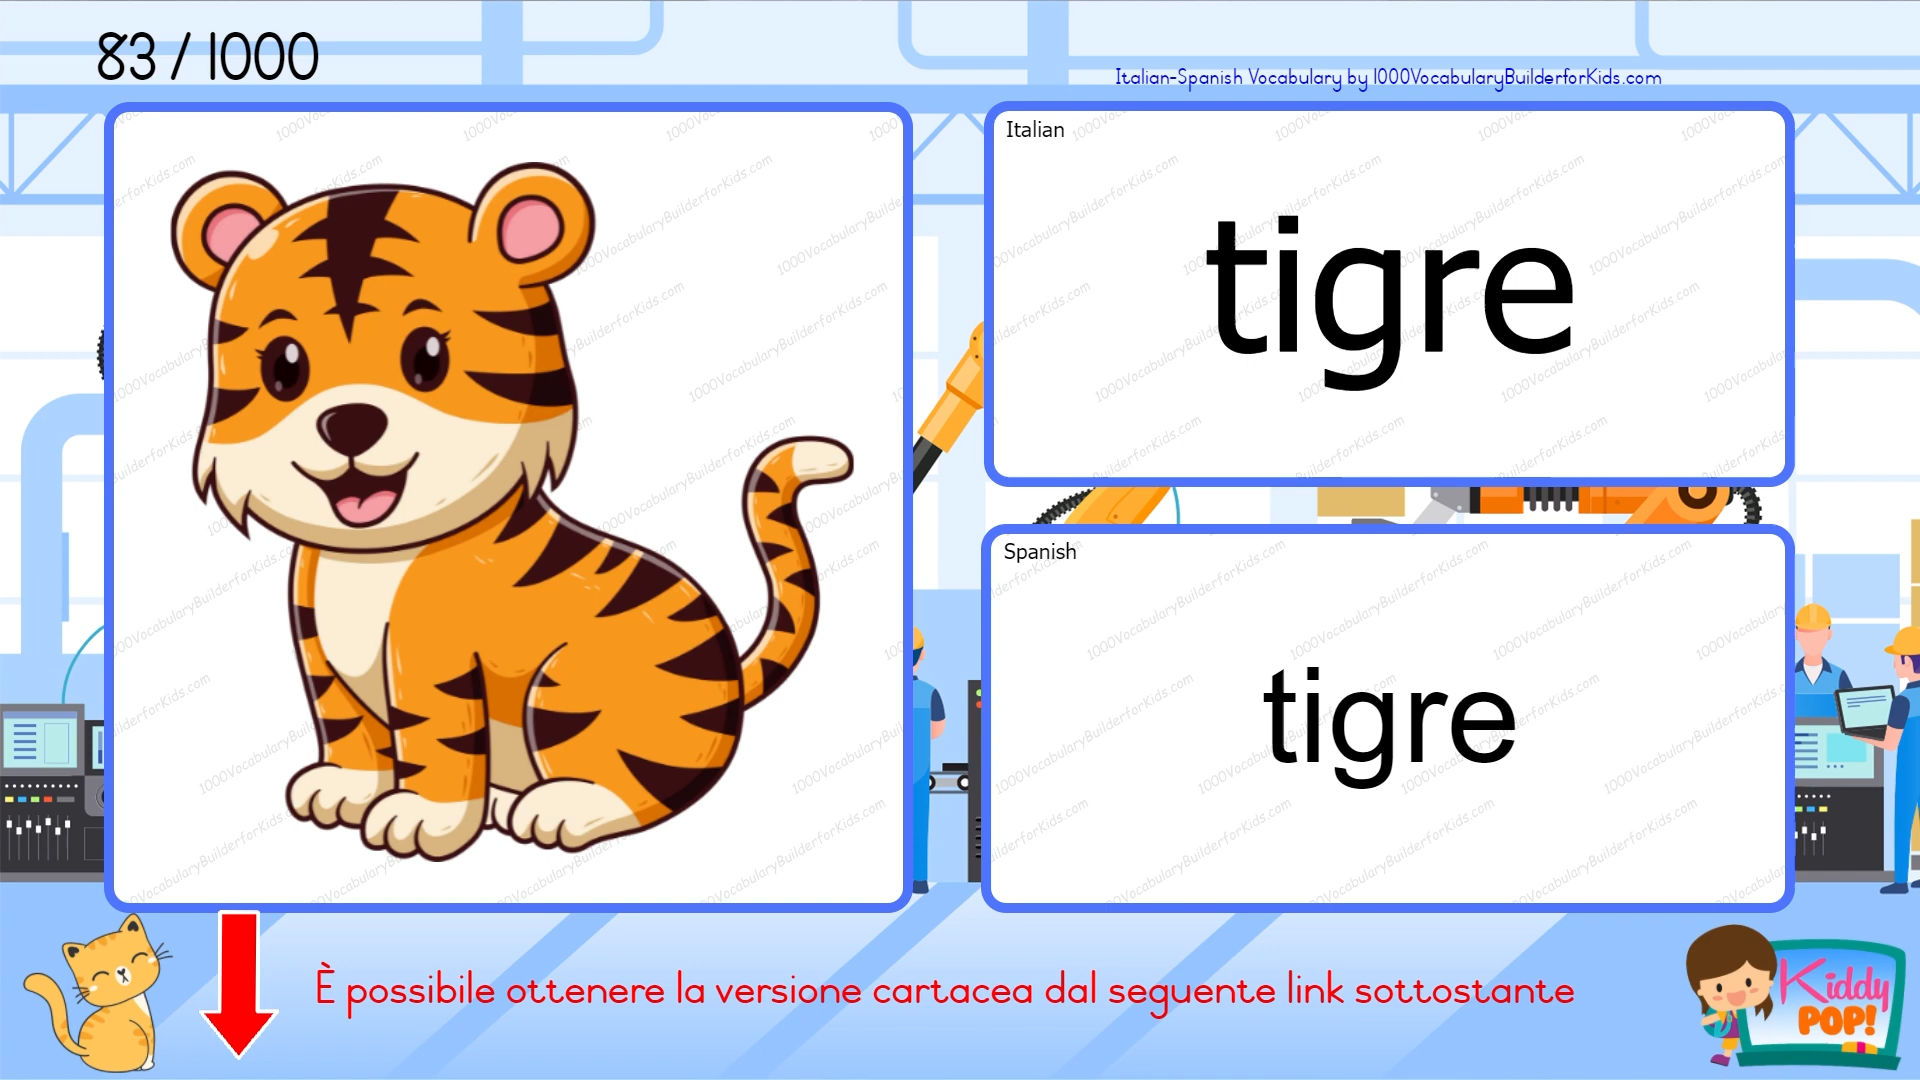 83 / 1000
Italian-Spanish Vocabulary by 1000VocabularyBuilderforKids.com
Italian
tigre
Spanish
tigre
È possibile ottenere la versione cartacea dal seguente link sottostante
Kiddy
POP!